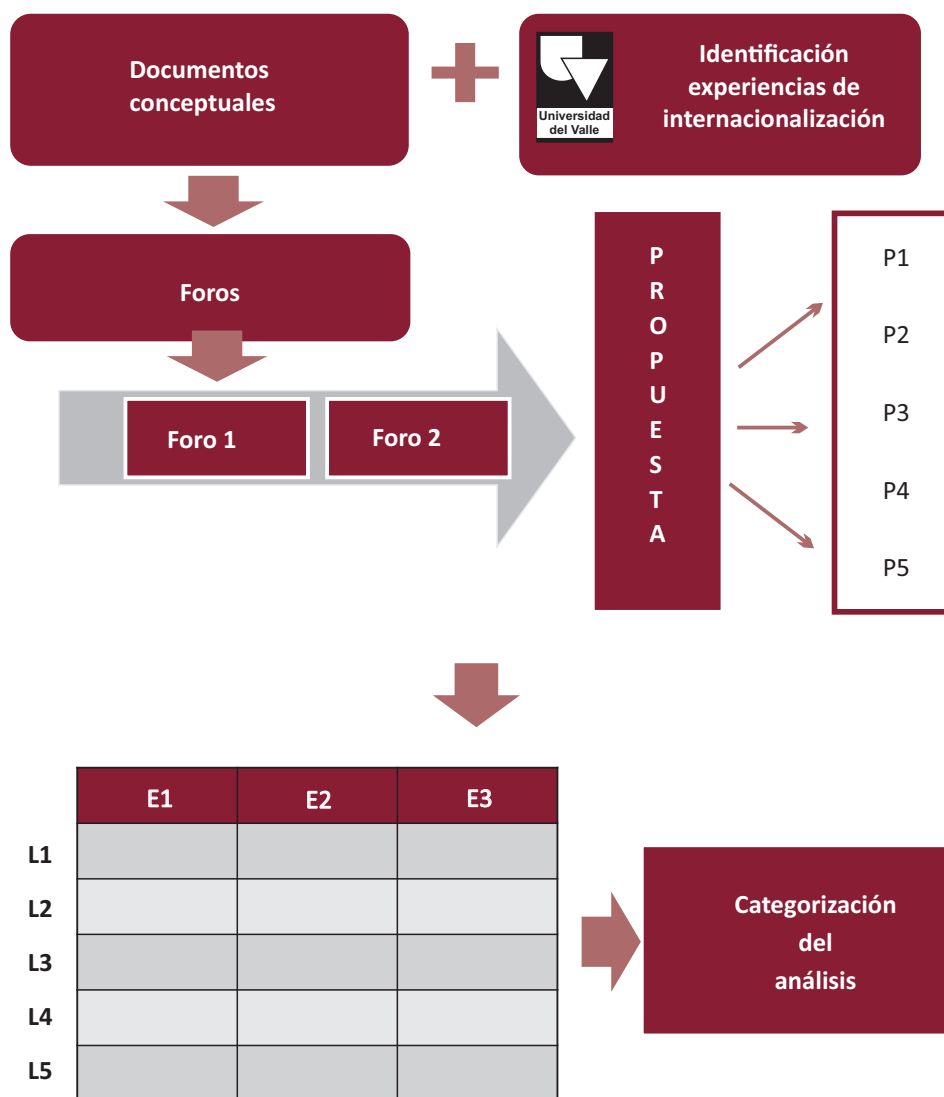 Documentos
conceptuales
Universidad
del Valle
Identificación
experiencias de
internacionalización
Foros
Foro 1
Foro 2
P
R
O
P
U
E
S
T
A
P1
P2
P3
P4
P5
E1
E2
E3
L1
L2
L3
L4
L5
Categorización
del
análisis